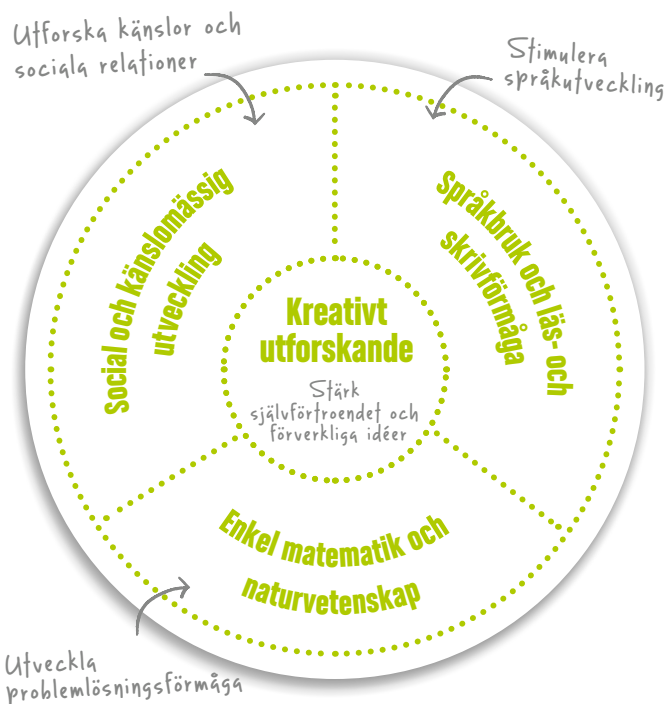 Utforska känslor och
sociala relationer
Stimulera
språkutveckling
Social och känslomässig
utveckling
Språkbruk och läs- och
skrivförmåga
Kreativt
utforskande
Stärk
självförtroendet och
förverkliga idéer
Enkel matematik och
naturvetenskap
Utveckla
problemlösningsförmåga